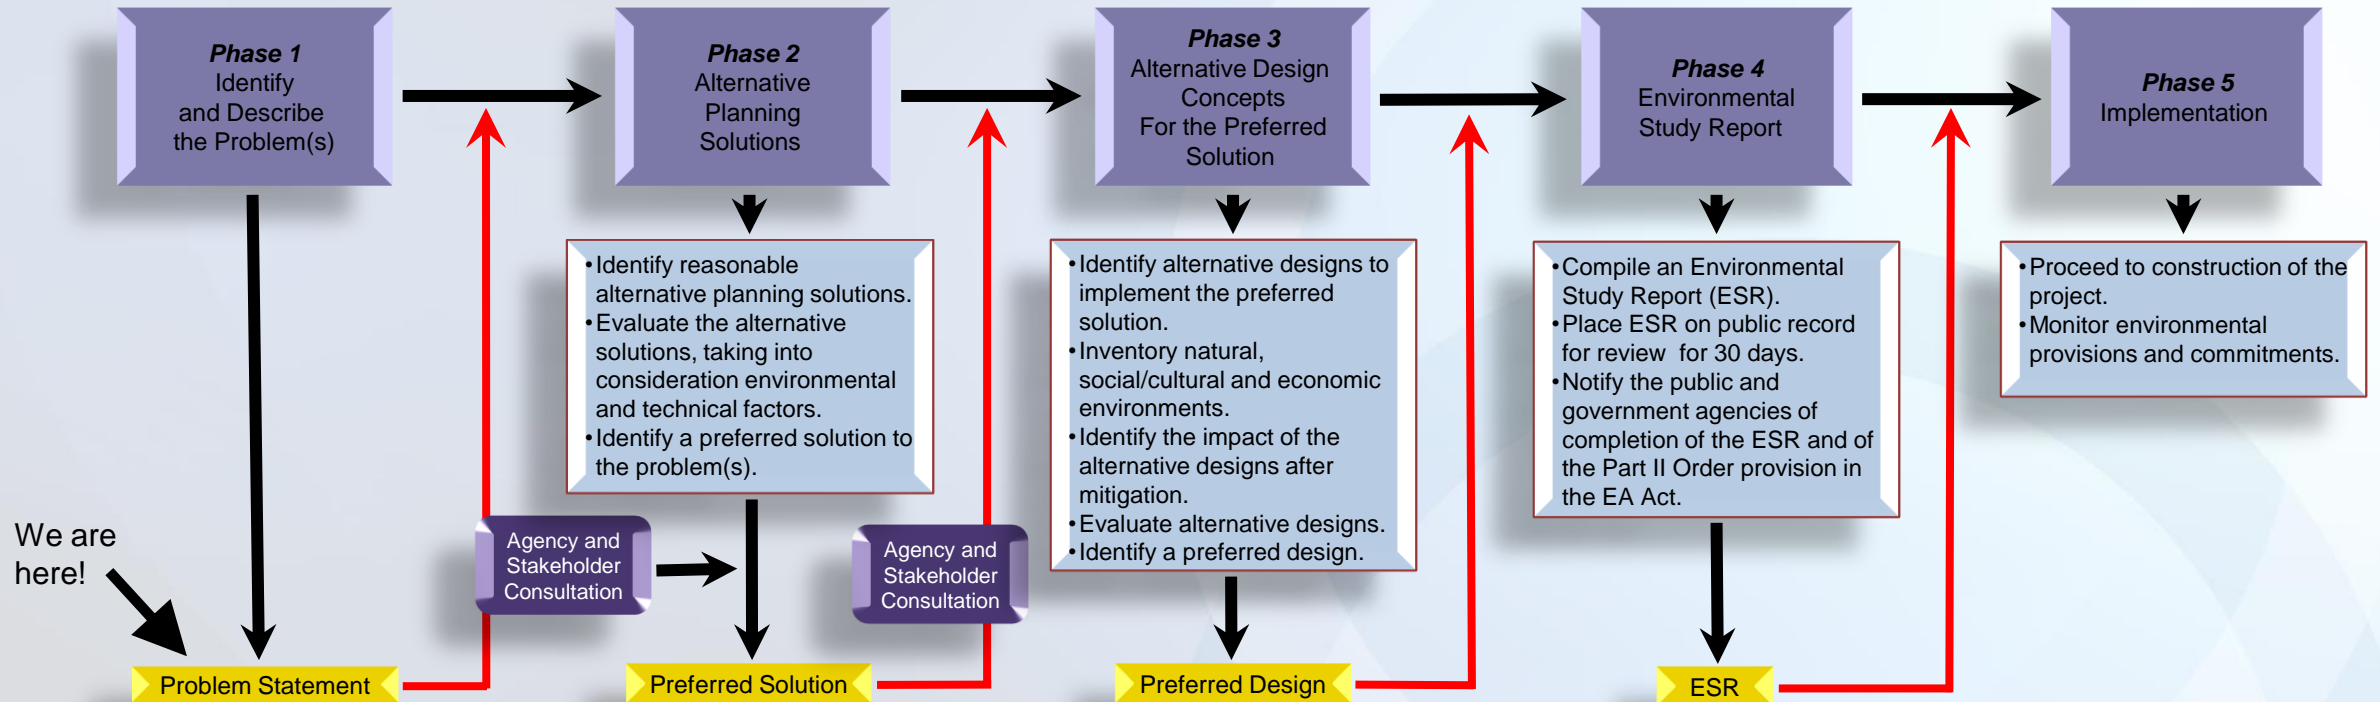 Phase 1
Identify
and Describe
the Problem(s)
Phase 2
Alternative
Planning
Solutions
Phase 3
Alternative Design
Concepts
For the Preferred
Solution
Phase 4
Environmental
Study Report
Phase 5
Implementation
•Identify reasonable
alternative planning solutions.
•Evaluate the alternative
solutions, taking into
consideration environmental
and technical factors.
•Identify a preferred solution to
the problem(s).
•Identify alternative designs to
implement the preferred
solution.
•Inventory natural,
social/cultural and economic
environments.
•Identify the impact of the
alternative designs after
mitigation.
•Evaluate alternative designs.
•Identify a preferred design.
•Compile an Environmental
Study Report (ESR).
•Place ESR on public record
for review  for 30 days.
•Notify the public and
government agencies of
completion of the ESR and of
the Part II Order provision in
the EA Act.
•Proceed to construction of the
project.
•Monitor environmental
provisions and commitments.
We are
here!
Agency and
Stakeholder
Consultation
Agency and
Stakeholder
Consultation
Problem Statement
Preferred Solution
Preferred Design
ESR